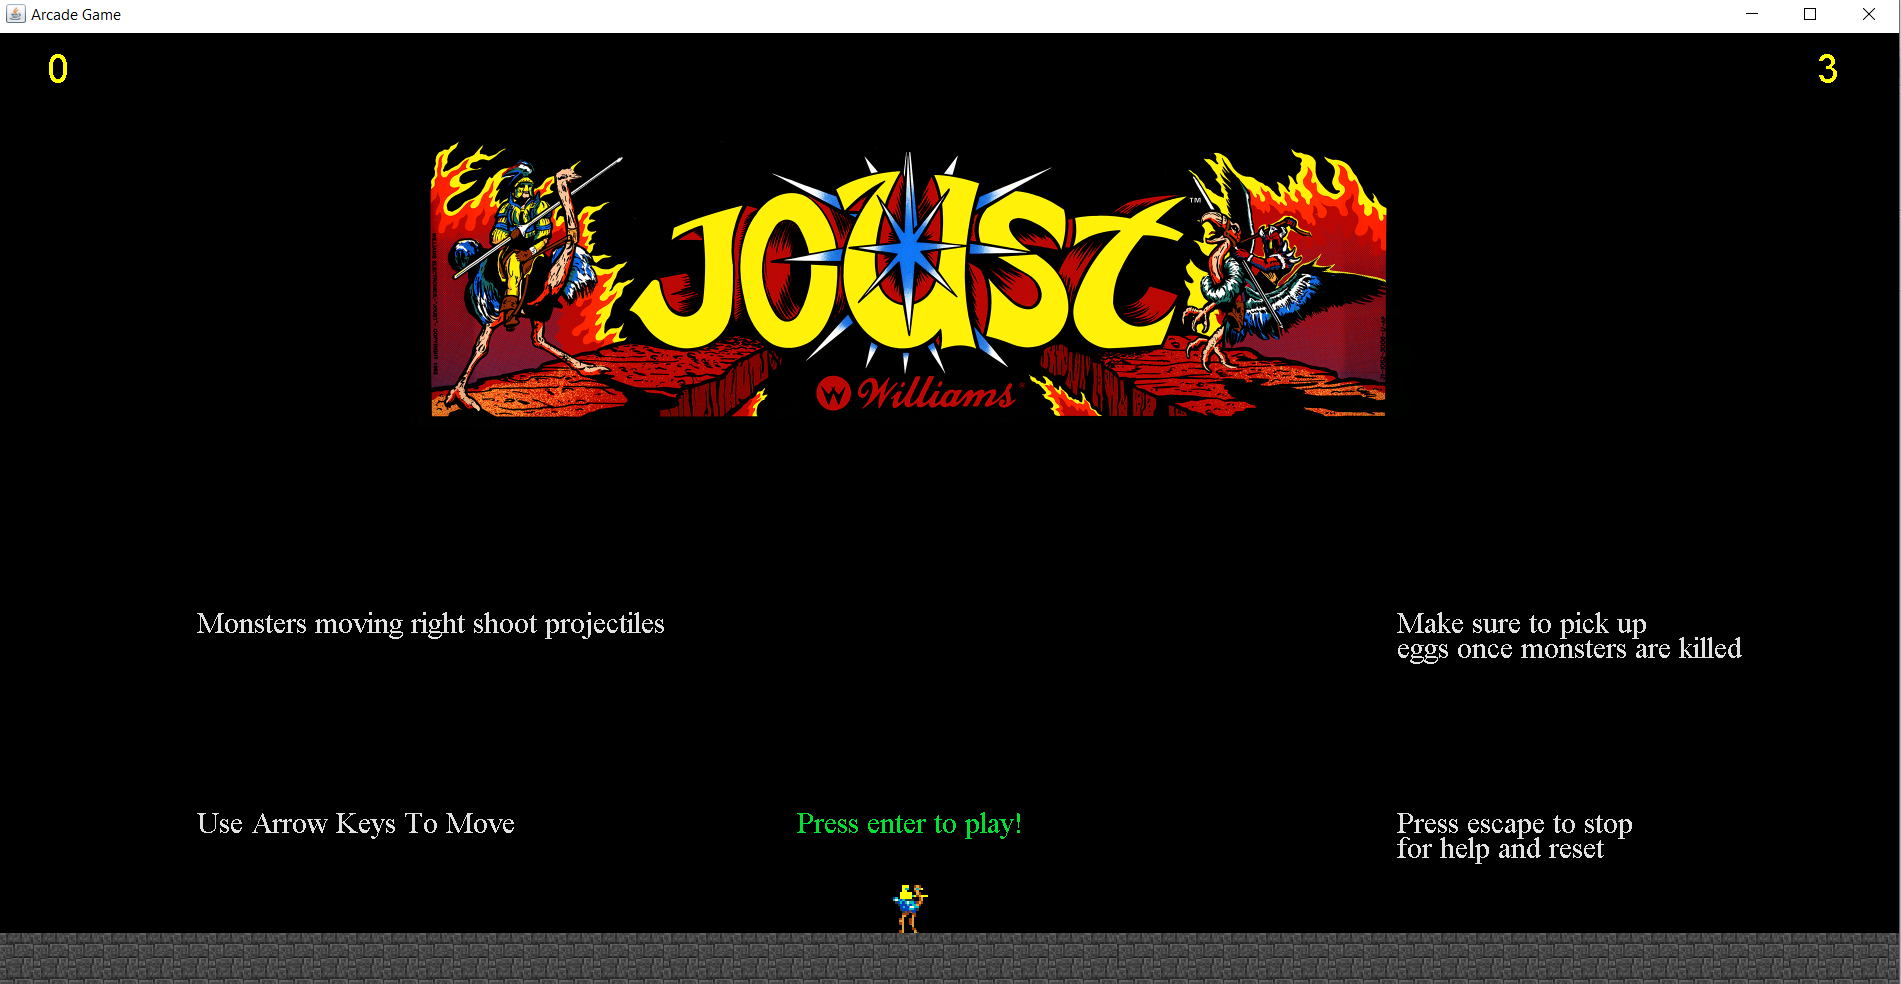 Arcade Game
0
3
JOUST
TM
Williams
Monsters moving right shoot projectiles
Make sure to pick up
eggs once monsters are killed
Use Arrow Keys To Move
Press enter to play!
Press escape to stop
for help and reset